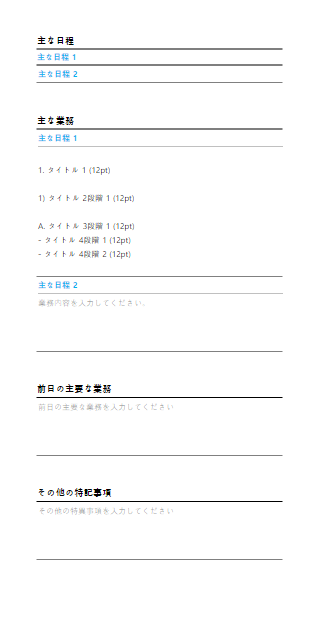 主な日程
主な日程 1
主な日程 2
主な業務
主な日程 1
1. タイトル 1 (12pt)
1) タイトル 2段階 1 (12pt)
A. タイトル 3段階 1 (12pt)
- タイトル 4段階 1 (12pt)
- タイトル 4段階 2 (12pt)
主な日程 2
業務内容を入力してください。
前日の主要な業務
前日の主要な業務を入力してください
その他の特記事項
その他の特異事項を入力してください